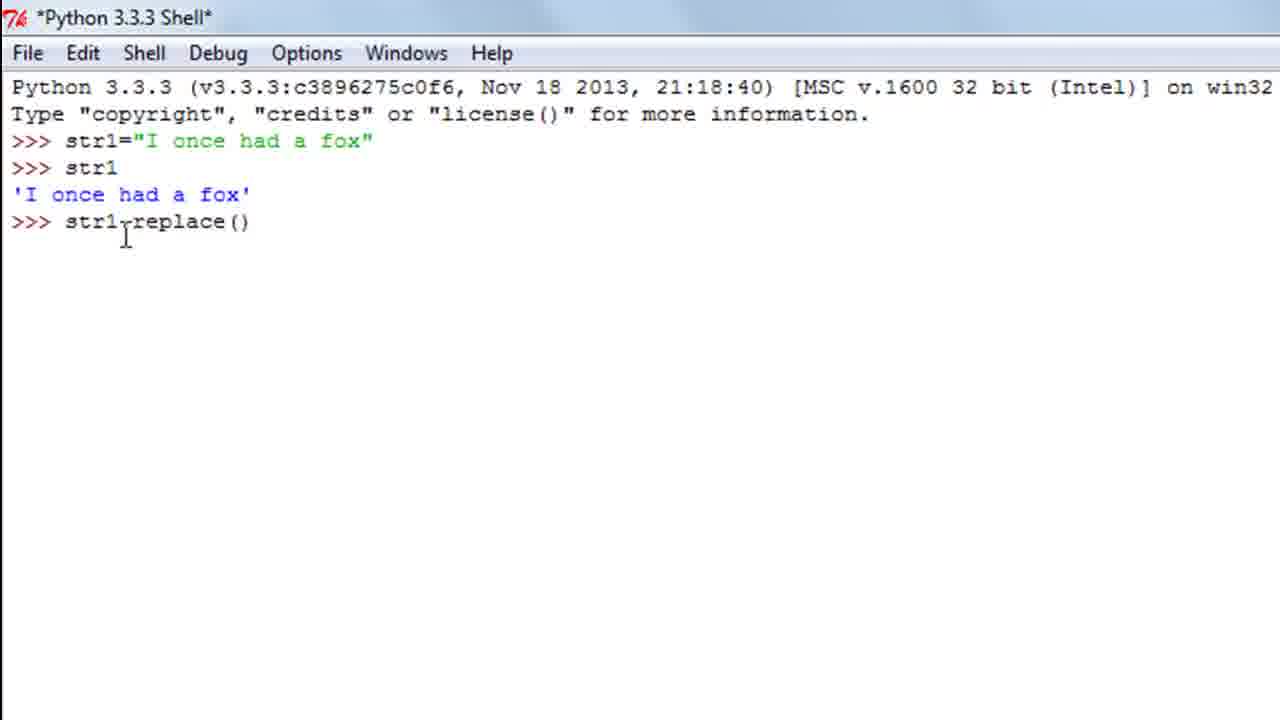 *Python 3.3.3 Shell*
File Edit Shell Debug Options Windows Help
Python 3.3.3 (v3.3.3:c3896275c0f6, Nov 18 2013, 21:18:40) [MSC v.1600 32 bit (Intel)] on win32
Type "copyright", "credits" or "license()" for more information.
>>> str1="I once had a fox"
>>> str1
'I once had a fox'
>>> str1.replace()